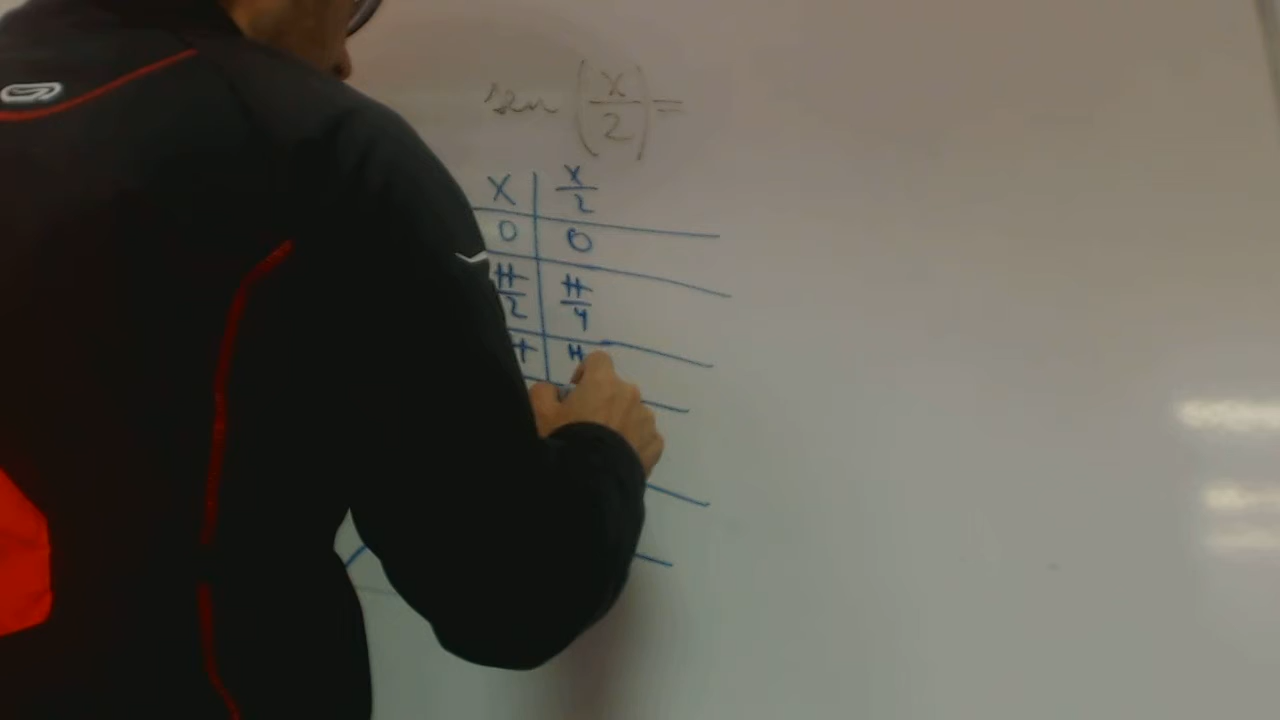 sen (x/2) =
X | x/2
0 | 0
π/2 | π/4
π | π